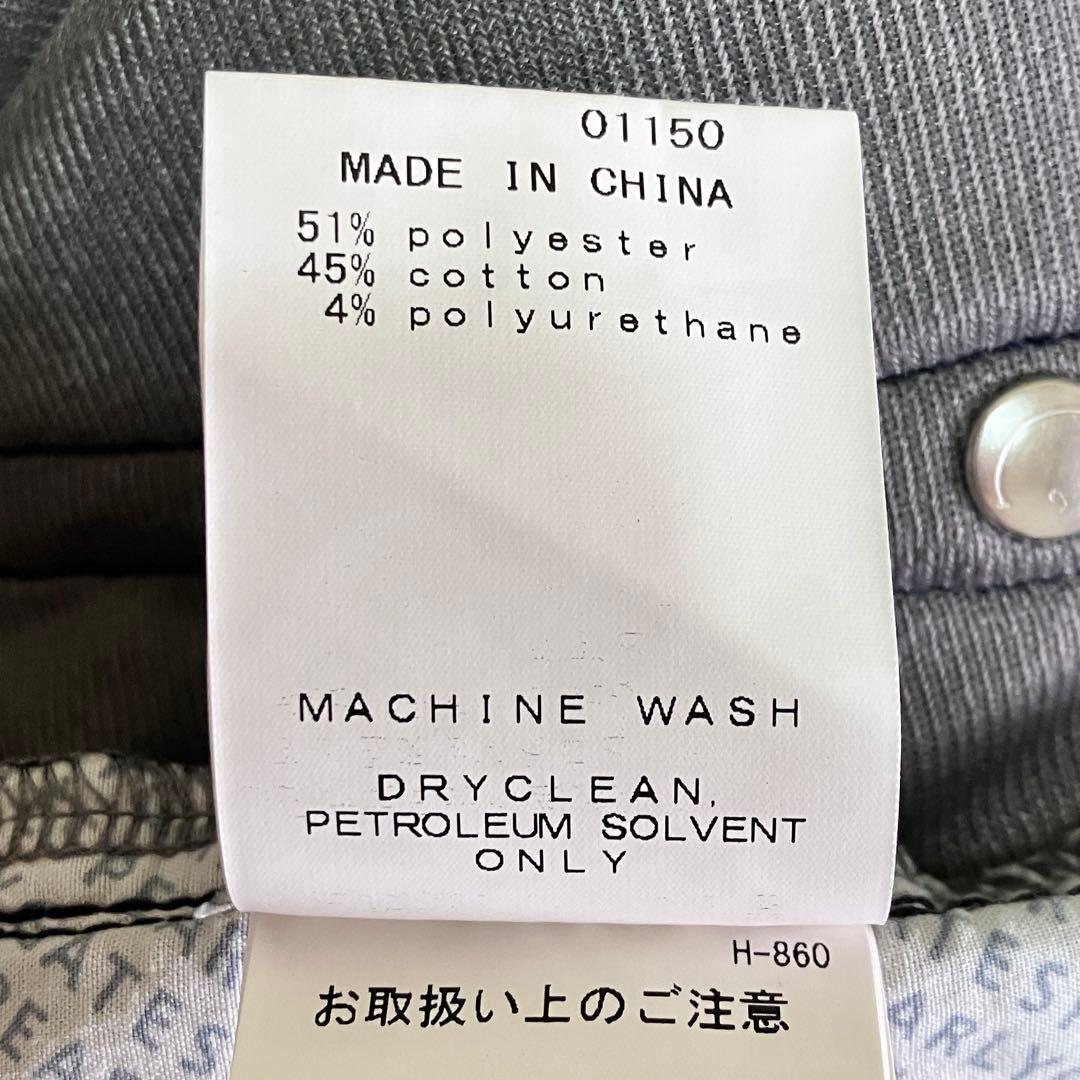 01150
MADE IN CHINA
51% polyester
45% cotton
4% polyurethane
MACHINE WASH
DRYCLEAN,
PETROLEUM SOLVENT
ONLY
H-860
お取扱い上のご注意